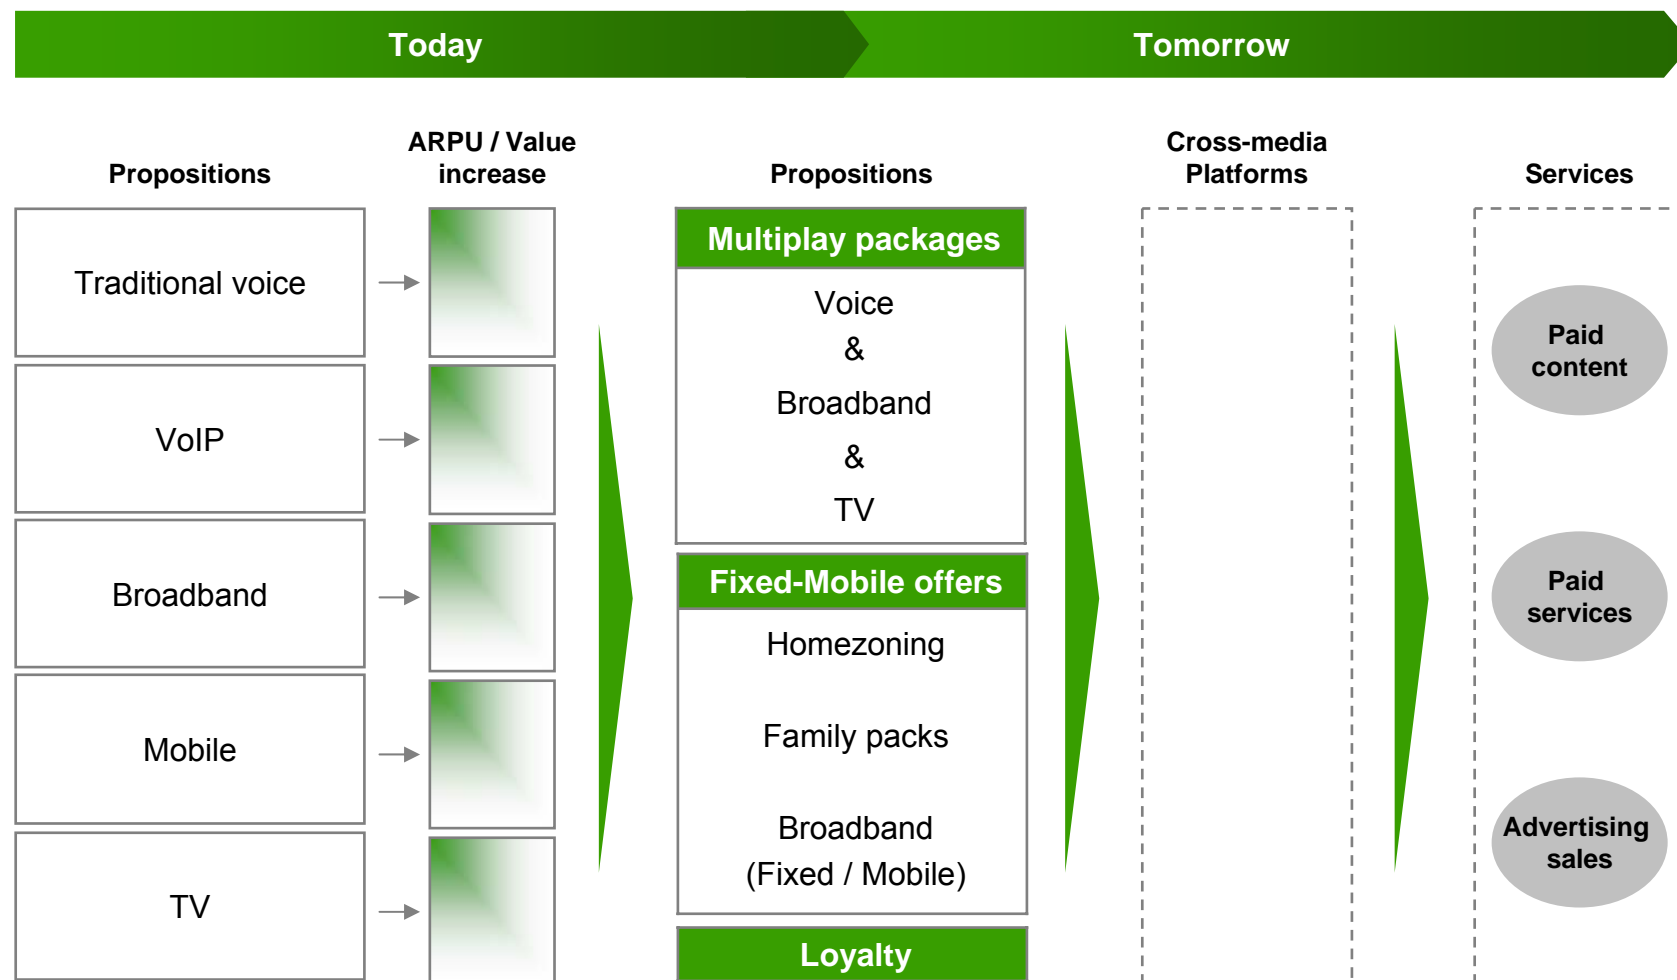 Today
Tomorrow
Propositions
ARPU / Value
increase
Propositions
Cross-media
Platforms
Services
Traditional voice
VoIP
Broadband
Mobile
TV
Multiplay packages
Voice
&
Broadband
&
TV
Fixed-Mobile offers
Homezoning
Family packs
Broadband
(Fixed / Mobile)
Loyalty
Paid
content
Paid
services
Advertising
sales